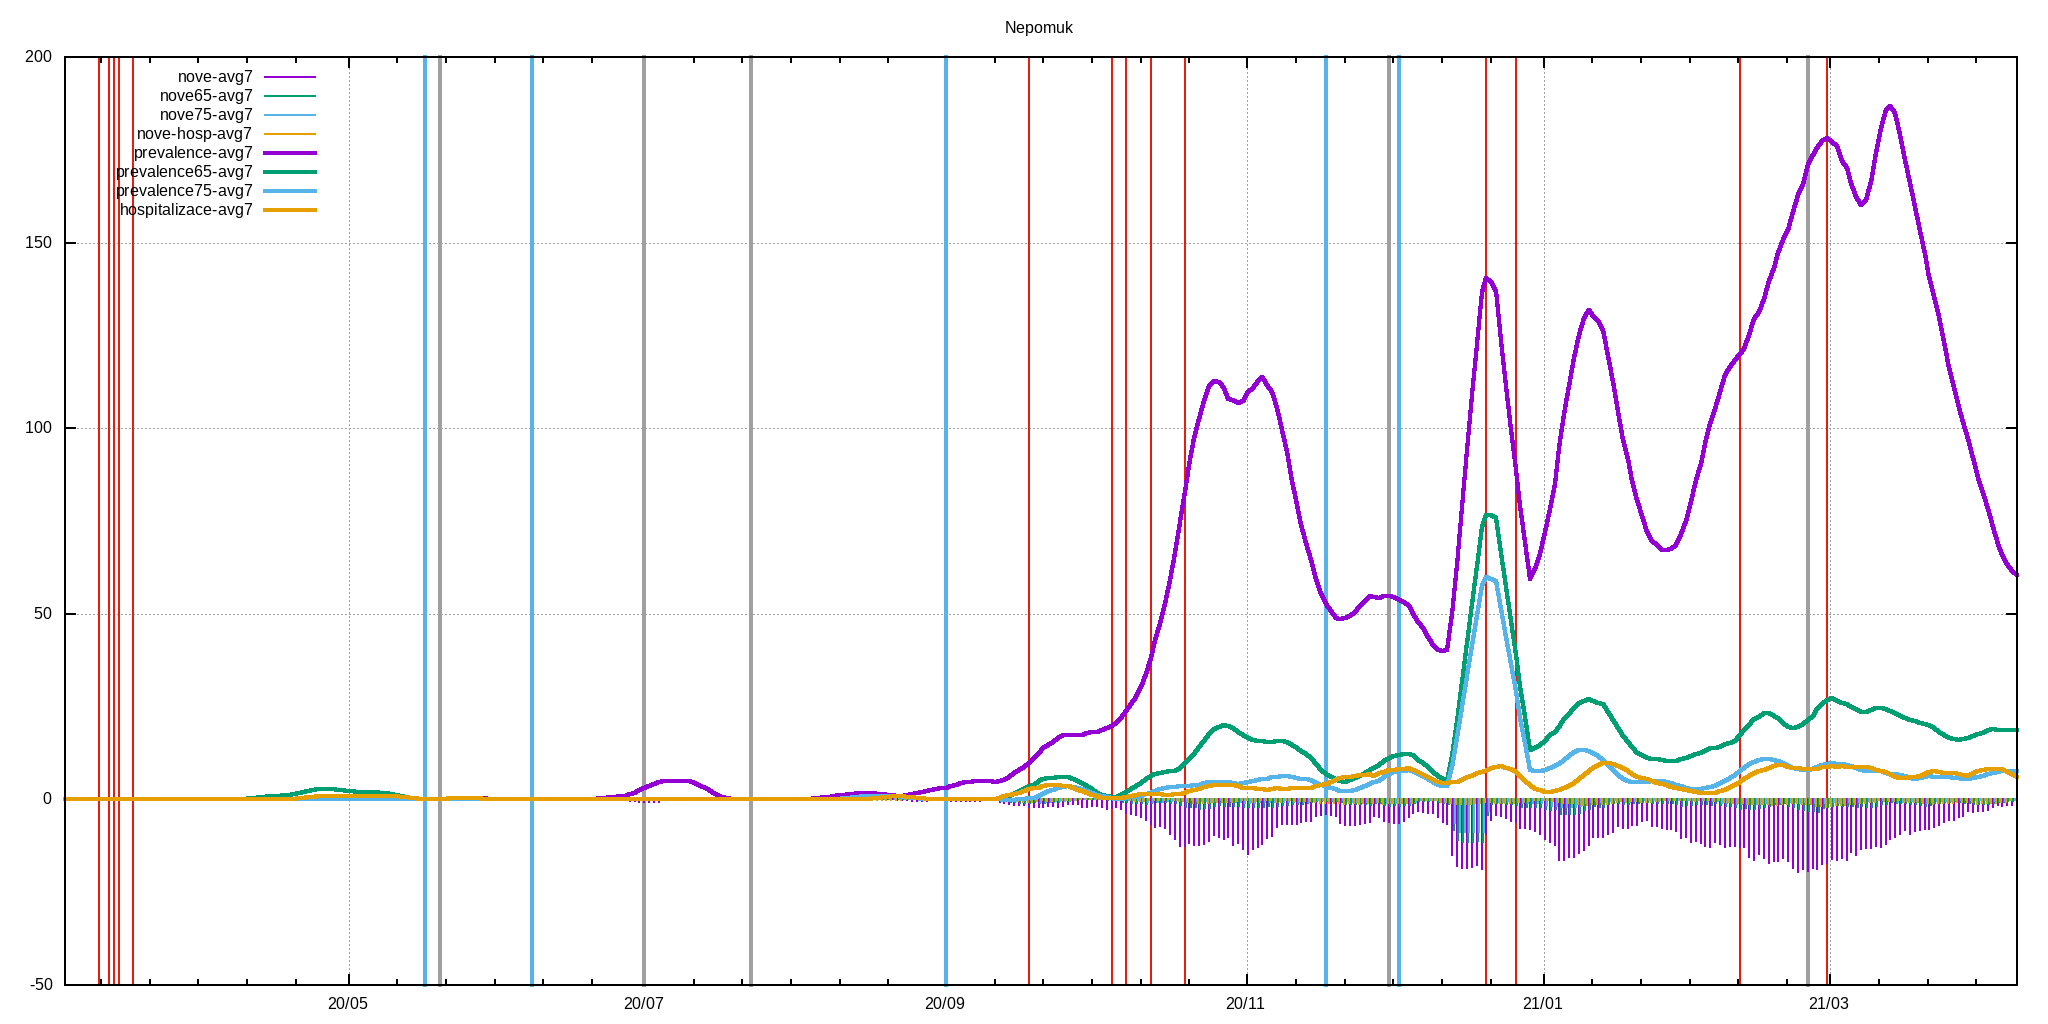 Nepomuk
200
150
100
50
0
-50
nove-avg7
nove65-avg7
nove75-avg7
nove-hosp-avg7
prevalence-avg7
prevalence65-avg7
prevalence75-avg7
hospitalizace-avg7
20/05
20/07
20/09
20/11
21/01
21/03